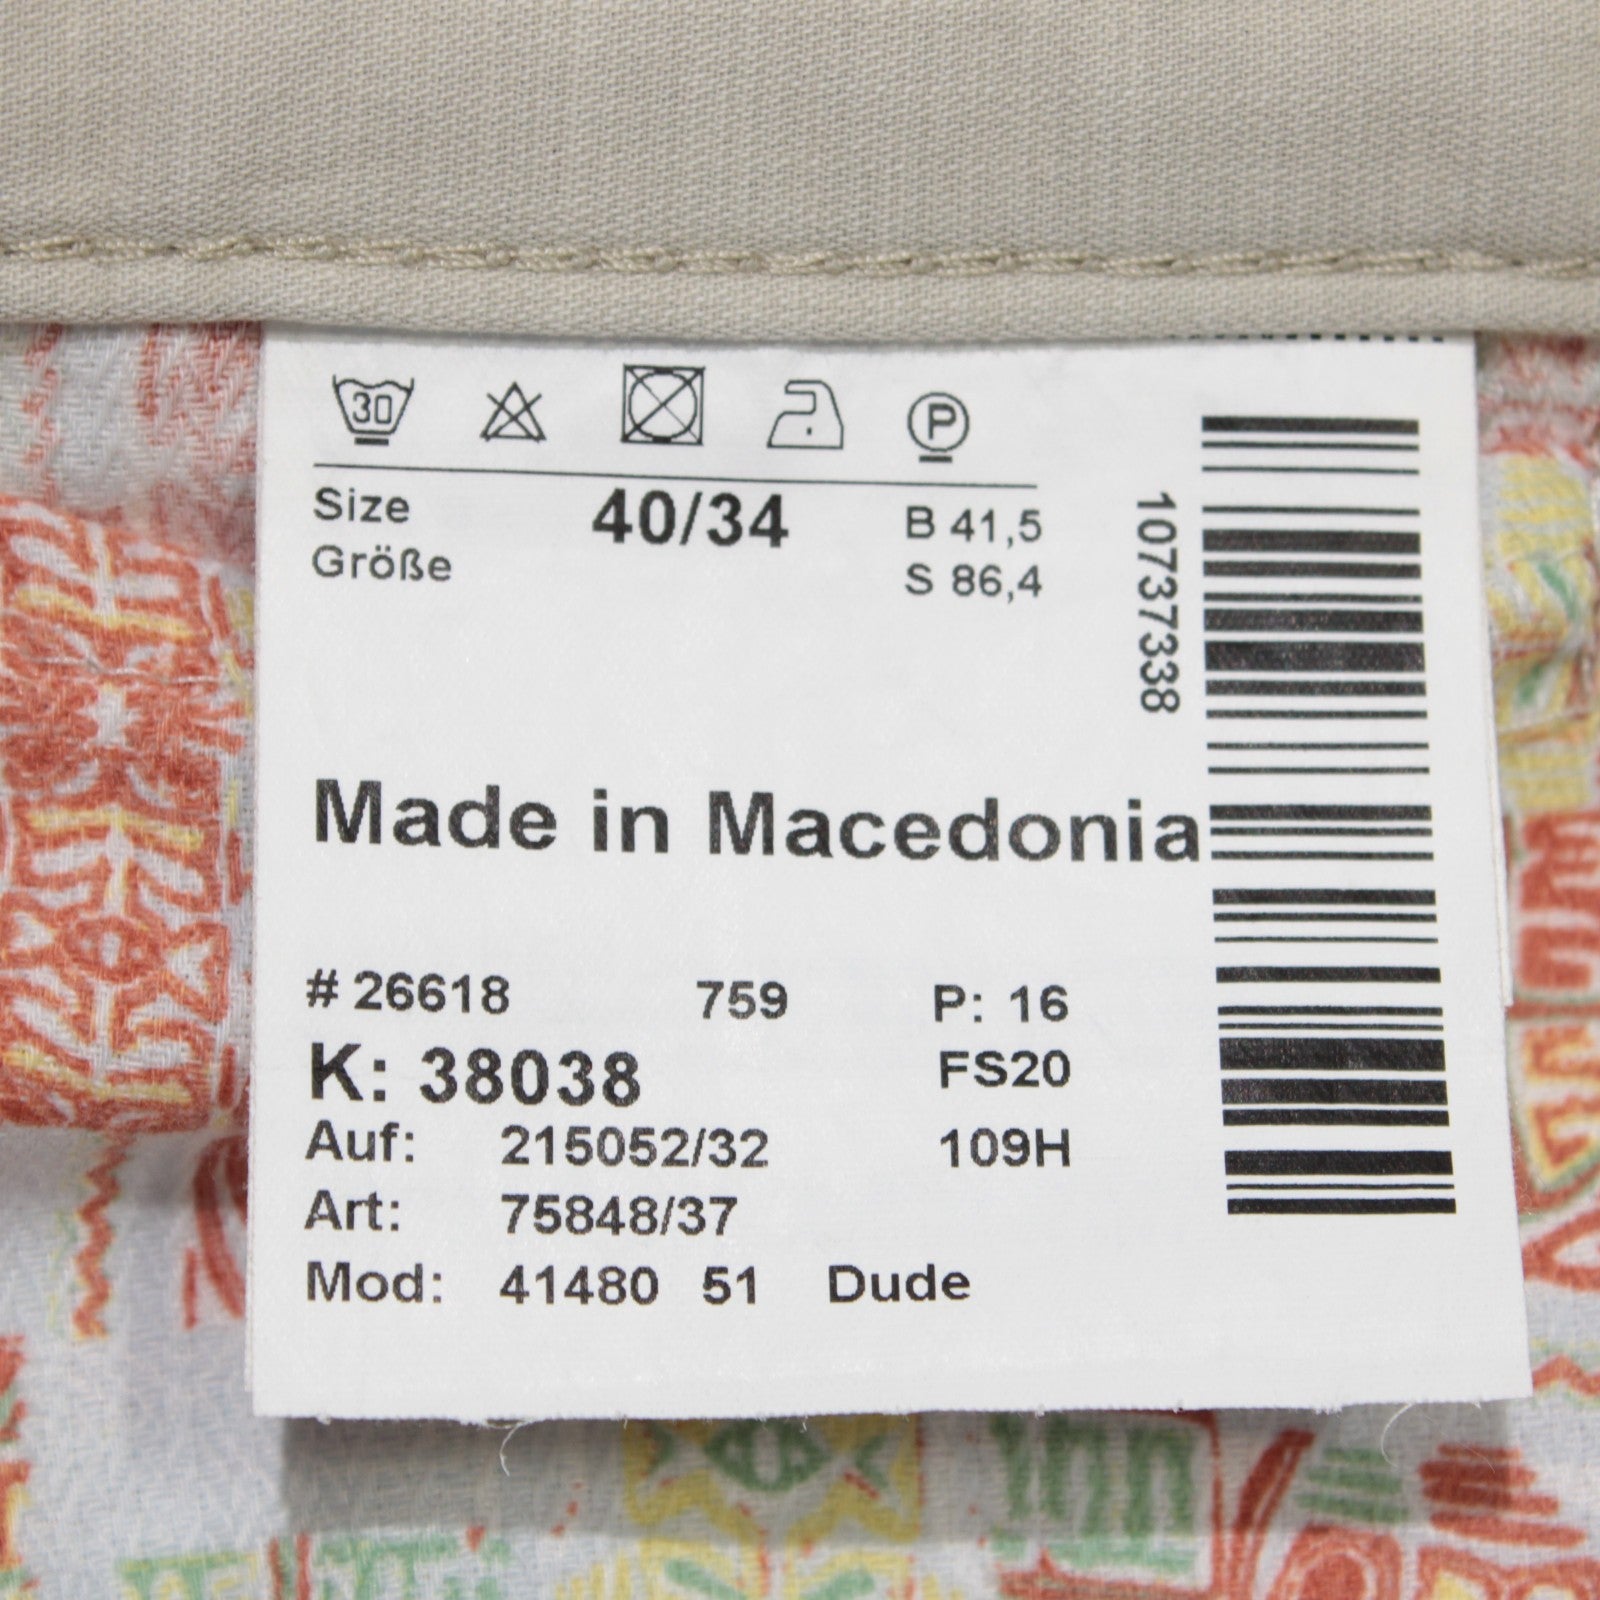 30 P
Size 40/34 B 41,5
Größe S 86,4
10737338
Made in Macedonia
# 26618 759 P: 16
K: 38038 FS20
Auf: 215052/32 109H
Art: 75848/37
Mod: 41480 51 Dude